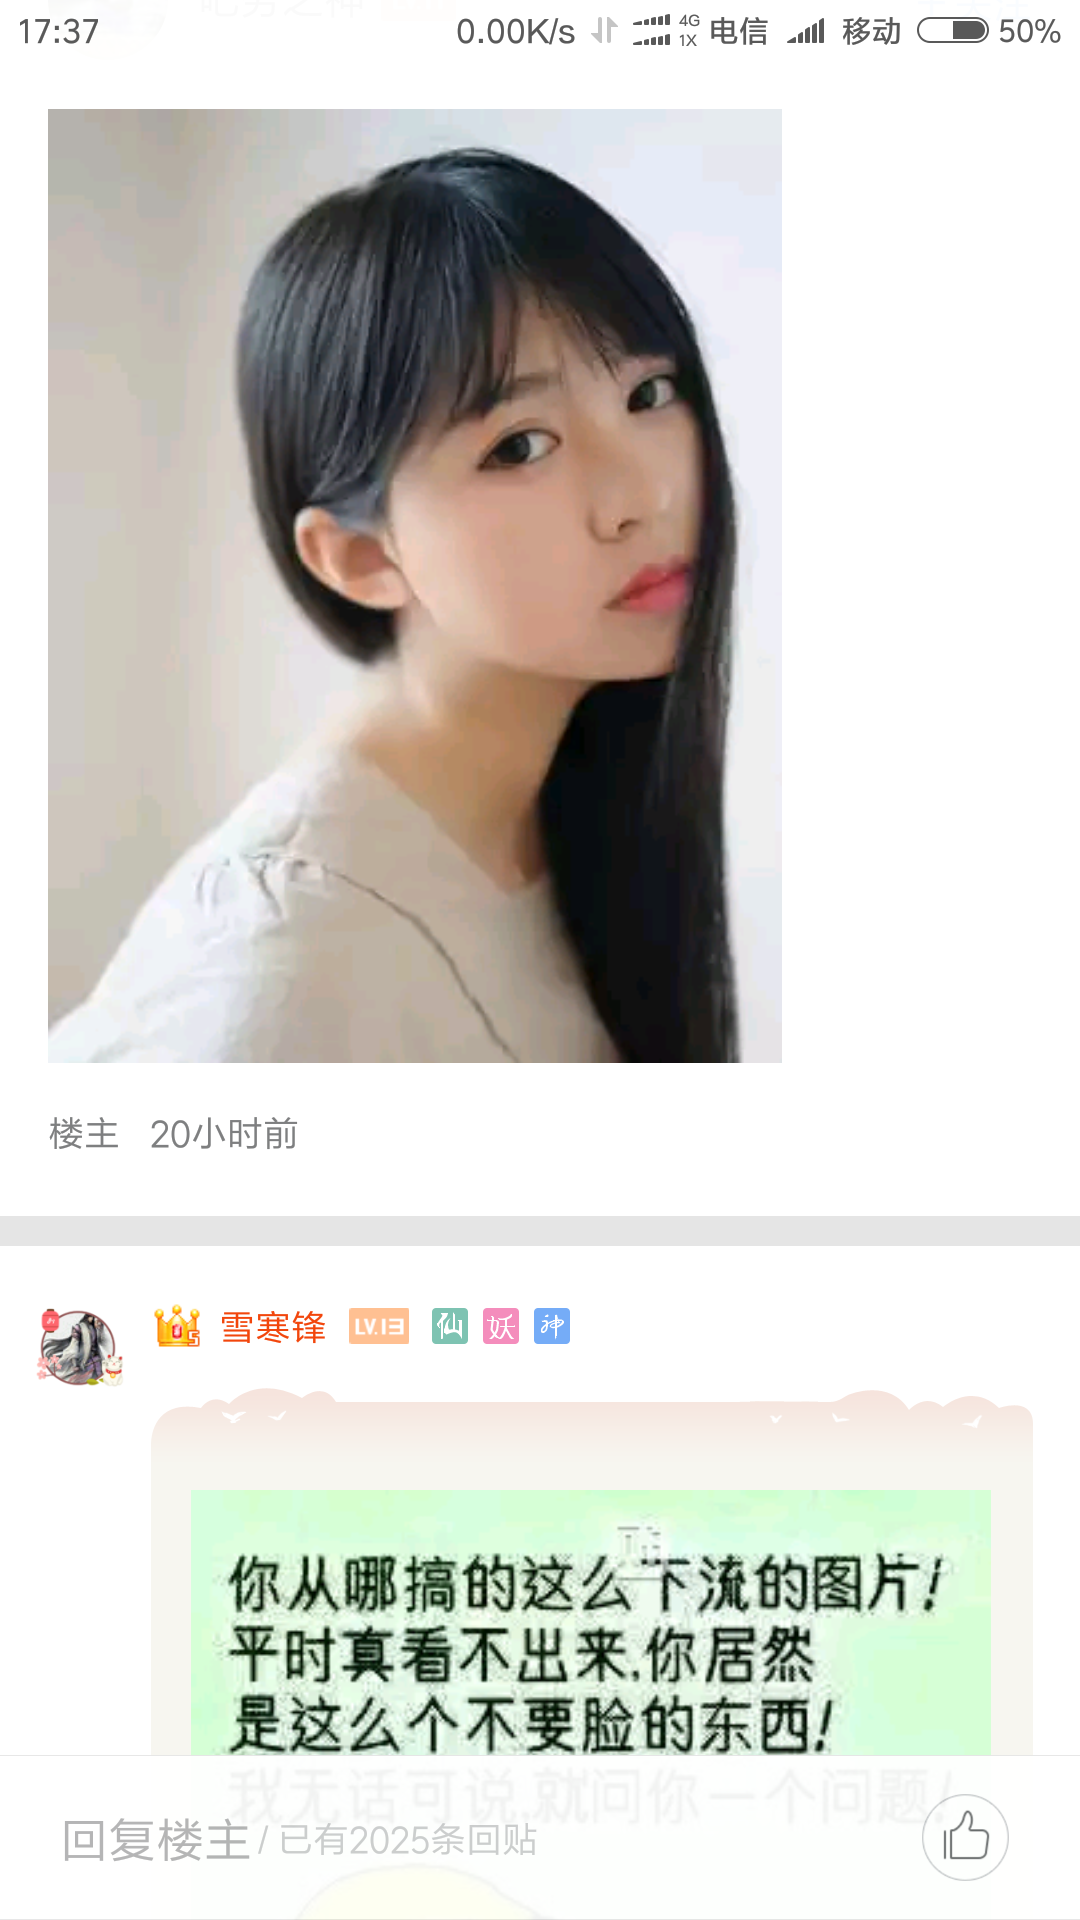 吧务之神
17:37 0.00K/s 4G 1X 电信 移动 50%
楼主 20小时前
雪寒锋 LV.13 仙 妖 神
你从哪搞的这么下流的图片!
平时真看不出来,你居然
是这么个不要脸的东西!
我无话可说,就问你一个问题!
回复楼主 / 已有2025条回贴